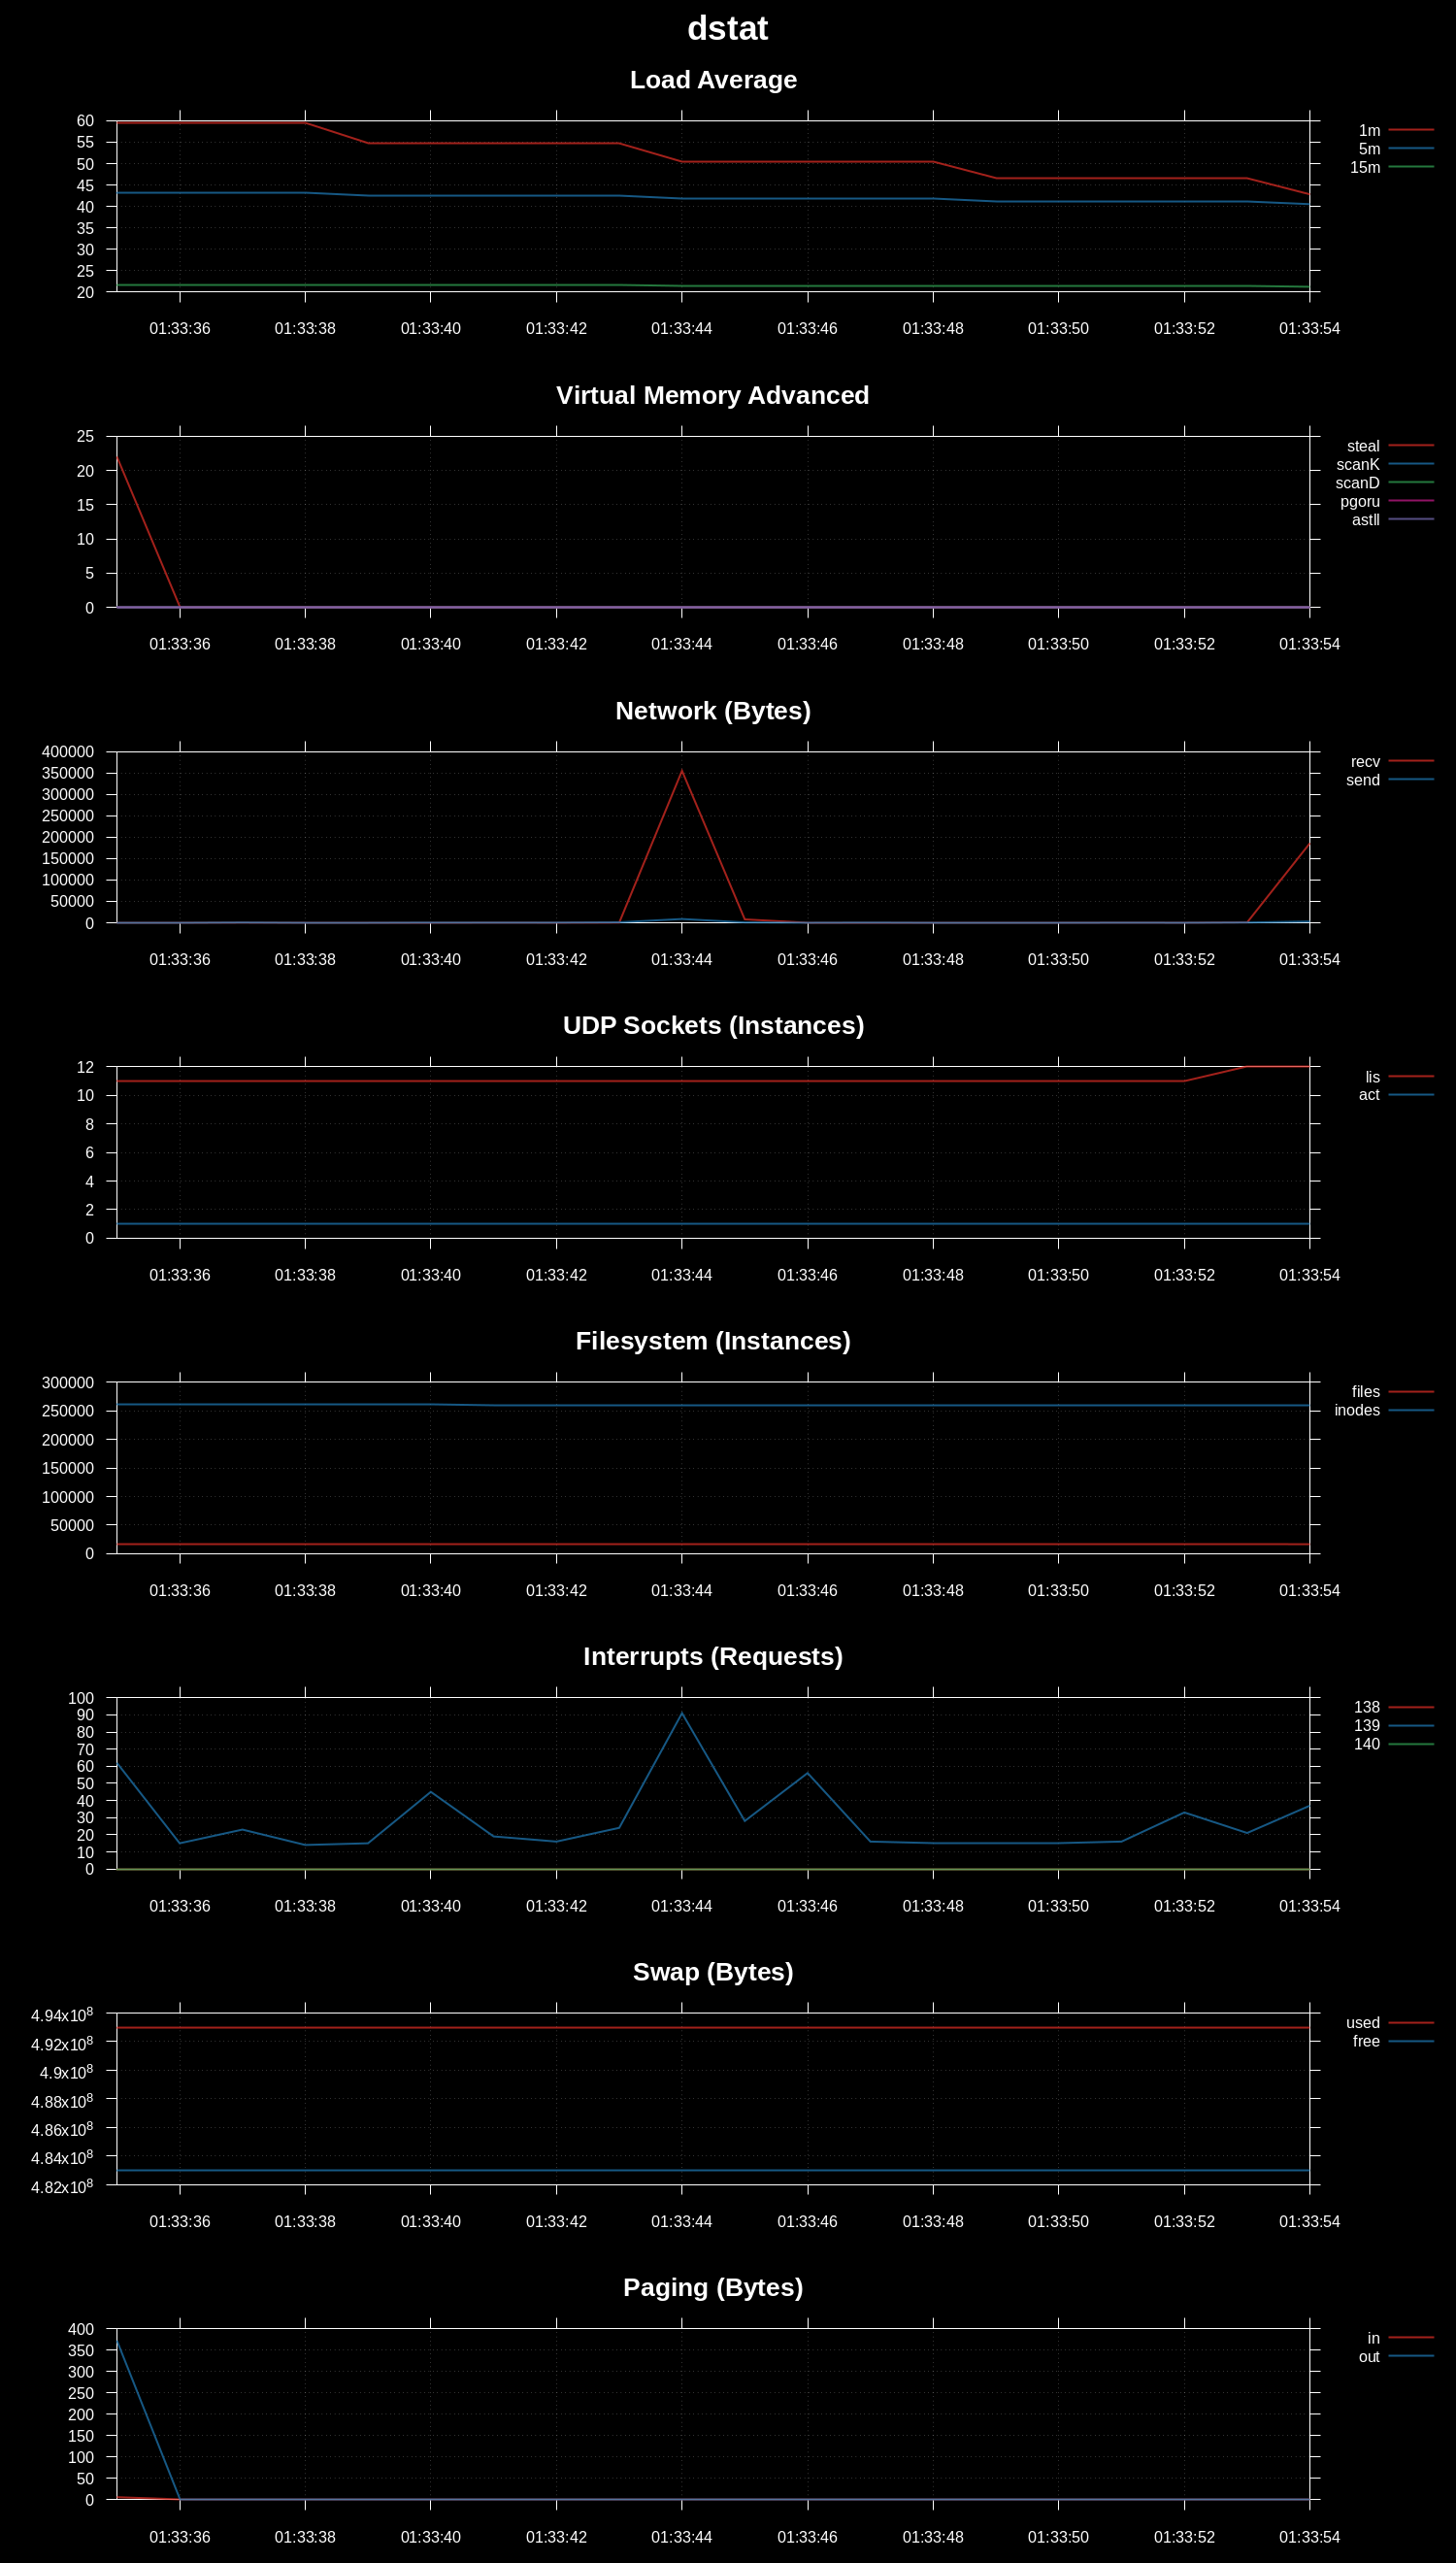 dstat
Load Average
60
55
50
45
40
35
30
25
20
1m
5m
15m
01:33:36 01:33:38 01:33:40 01:33:42 01:33:44 01:33:46 01:33:48 01:33:50 01:33:52 01:33:54
Virtual Memory Advanced
25
20
15
10
5
0
steal
scanK
scanD
pgoru
astll
01:33:36 01:33:38 01:33:40 01:33:42 01:33:44 01:33:46 01:33:48 01:33:50 01:33:52 01:33:54
Network (Bytes)
400000
350000
300000
250000
200000
150000
100000
50000
0
recv
send
01:33:36 01:33:38 01:33:40 01:33:42 01:33:44 01:33:46 01:33:48 01:33:50 01:33:52 01:33:54
UDP Sockets (Instances)
12
10
8
6
4
2
0
lis
act
01:33:36 01:33:38 01:33:40 01:33:42 01:33:44 01:33:46 01:33:48 01:33:50 01:33:52 01:33:54
Filesystem (Instances)
300000
250000
200000
150000
100000
50000
0
files
inodes
01:33:36 01:33:38 01:33:40 01:33:42 01:33:44 01:33:46 01:33:48 01:33:50 01:33:52 01:33:54
Interrupts (Requests)
100
90
80
70
60
50
40
30
20
10
0
138
139
140
01:33:36 01:33:38 01:33:40 01:33:42 01:33:44 01:33:46 01:33:48 01:33:50 01:33:52 01:33:54
Swap (Bytes)
4.94x10⁸
4.92x10⁸
4.9x10⁸
4.88x10⁸
4.86x10⁸
4.84x10⁸
4.82x10⁸
used
free
01:33:36 01:33:38 01:33:40 01:33:42 01:33:44 01:33:46 01:33:48 01:33:50 01:33:52 01:33:54
Paging (Bytes)
400
350
300
250
200
150
100
50
0
in
out
01:33:36 01:33:38 01:33:40 01:33:42 01:33:44 01:33:46 01:33:48 01:33:50 01:33:52 01:33:54